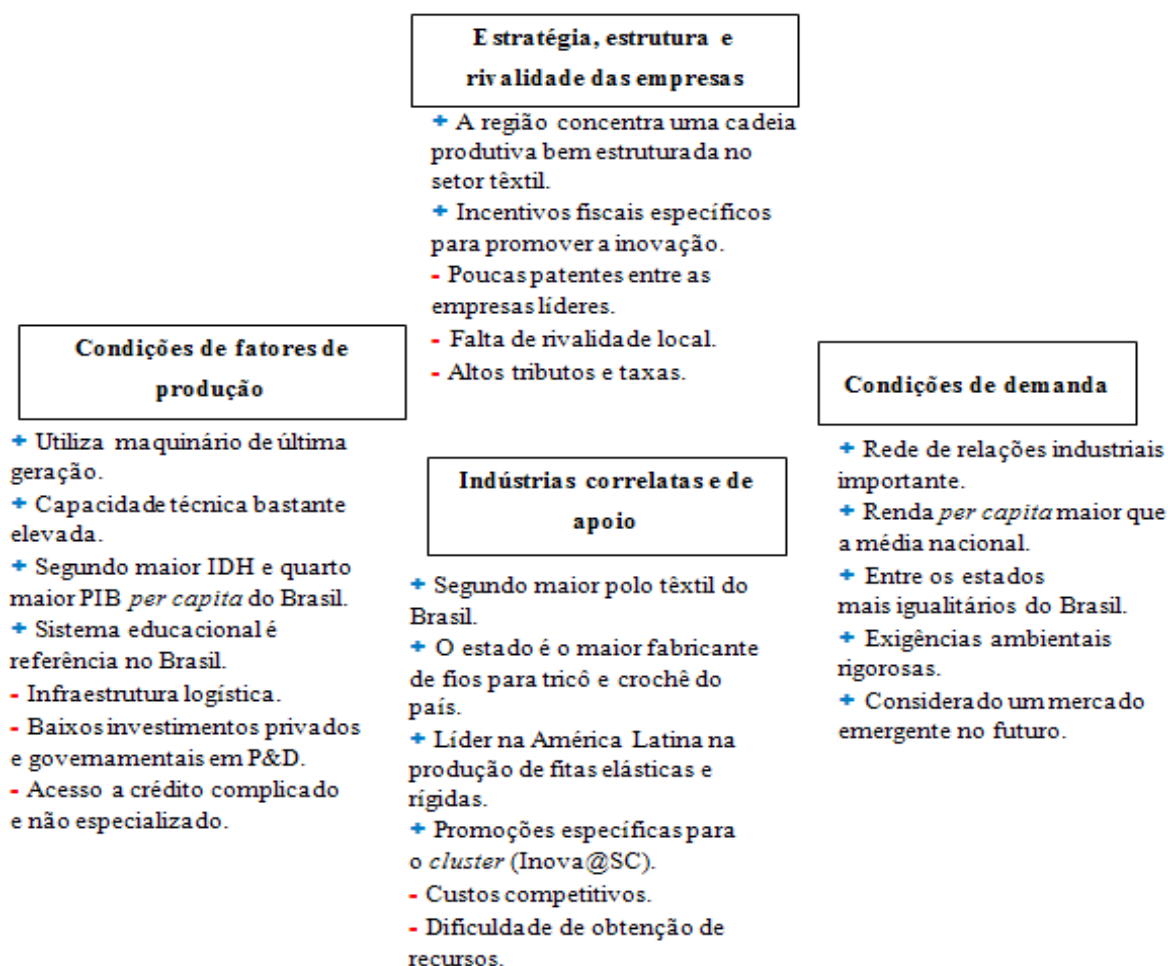 Estratégia, estrutura e
rivalidade das empresas
+ A região concentra uma cadeia
produtiva bem estruturada no
setor têxtil.
+ Incentivos fiscais específicos
para promover a inovação.
- Poucas patentes entre as
empresas líderes.
- Falta de rivalidade local.
- Altos tributos e taxas.
Condições de fatores de
produção
+ Utiliza maquinário de última
geração.
+ Capacidade técnica bastante
elevada.
+ Segundo maior IDH e quarto
maior PIB per capita do Brasil.
+ Sistema educacional é
referência no Brasil.
- Infraestrutura logística.
- Baixos investimentos privados
e governamentais em P&D.
- Acesso a crédito complicado
e não especializado.
Indústrias correlatas e de
apoio
+ Segundo maior polo têxtil do
Brasil.
+ O estado é o maior fabricante
de fios para tricô e crochê do
país.
+ Líder na América Latina na
produção de fitas elásticas e
rígidas.
+ Promoções específicas para
o cluster (Inova@SC).
- Custos competitivos.
- Dificuldade de obtenção de
recursos.
Condições de demanda
+ Rede de relações industriais
importante.
+ Renda per capita maior que
a média nacional.
+ Entre os estados
mais igualitários do Brasil.
+ Exigências ambientais
rigorosas.
+ Considerado um mercado
emergente no futuro.